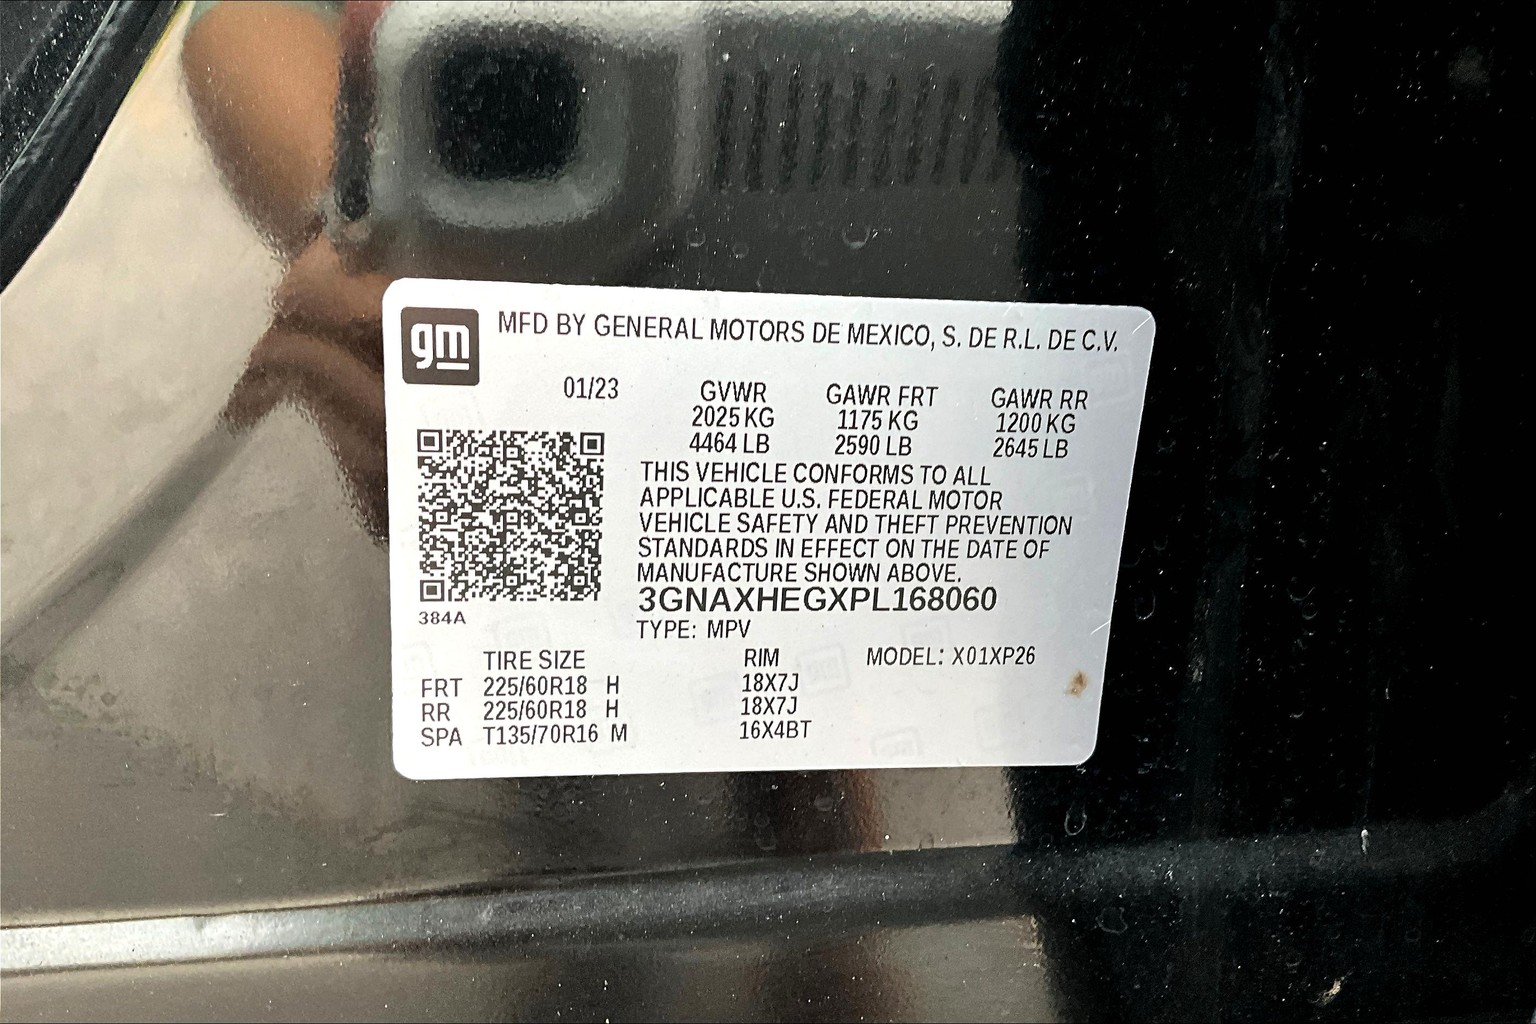 gm MFD BY GENERAL MOTORS DE MEXICO, S. DE R.L. DE C.V.
01/23 GVWR GAWR FRT GAWR RR
2025 KG 1175 KG 1200 KG
4464 LB 2590 LB 2645 LB
THIS VEHICLE CONFORMS TO ALL
APPLICABLE U.S. FEDERAL MOTOR
VEHICLE SAFETY AND THEFT PREVENTION
STANDARDS IN EFFECT ON THE DATE OF
MANUFACTURE SHOWN ABOVE.
3GNAXHEGXPL168060
384A
TYPE: MPV
TIRE SIZE RIM MODEL: X01XP26
FRT 225/60R18 H 18X7J
RR 225/60R18 H 18X7J
SPA T135/70R16 M 16X4BT